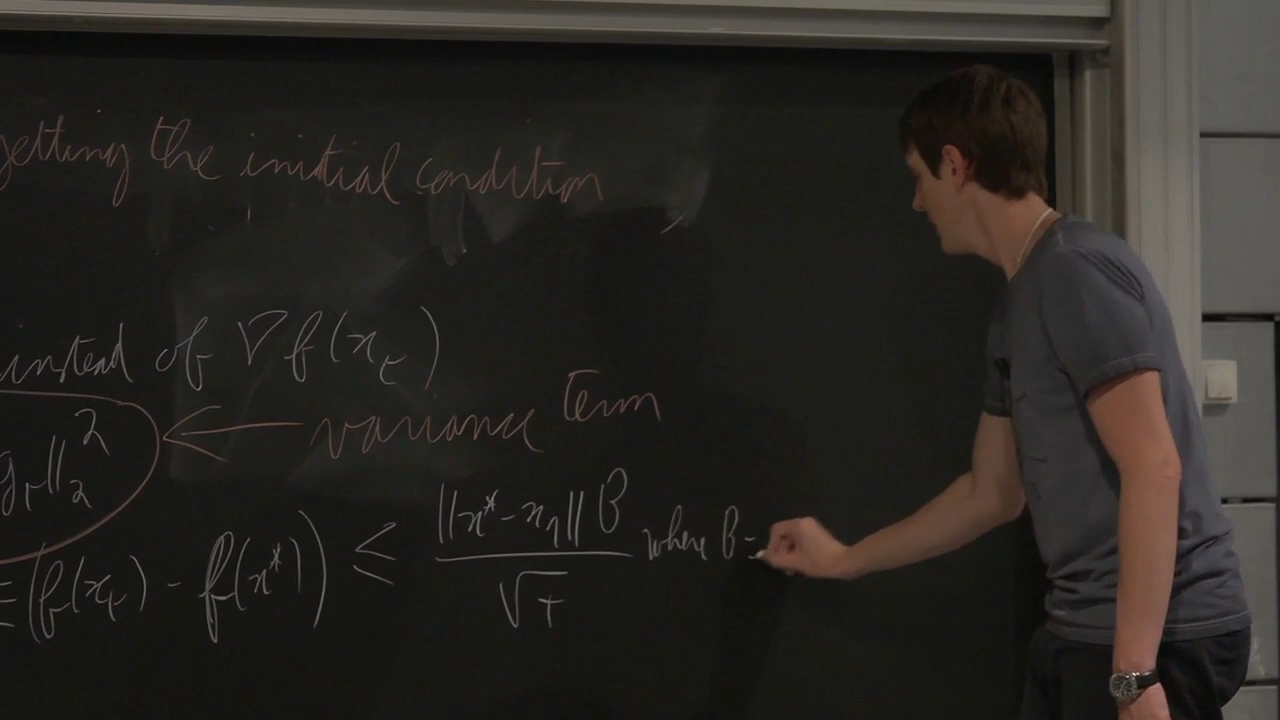 getting the initial condition
instead of ∇f(x_t)
g_t||_2^2 ← variance term
E(f(x_t) - f(x*)) ≤ ||x* - x_1|| B / √T where B =